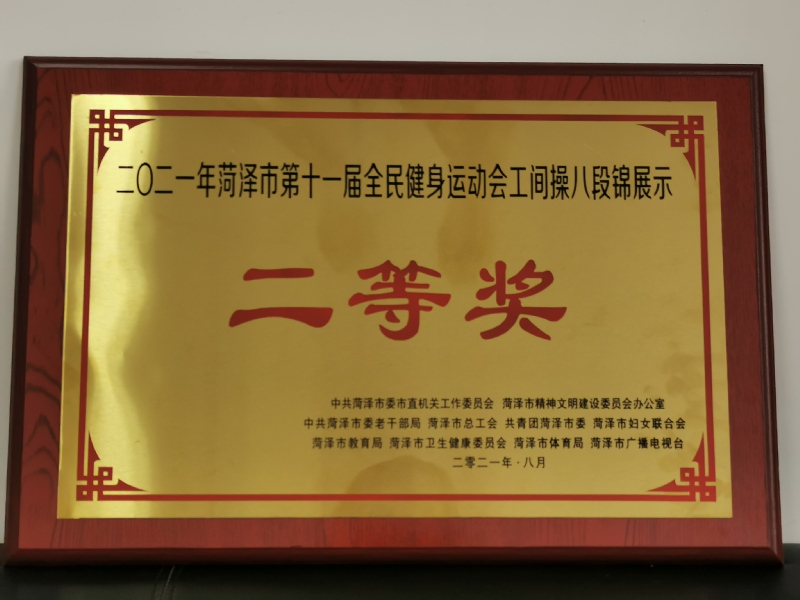 二〇二一年菏泽市第十一届全民健身运动会工间操八段锦展示
二等奖
中共菏泽市委市直机关工作委员会 菏泽市精神文明建设委员会办公室
中共菏泽市委老干部局 菏泽市总工会 共青团菏泽市委 菏泽市妇女联合会
菏泽市教育局 菏泽市卫生健康委员会 菏泽市体育局 菏泽市广播电视台
二零二一年·八月